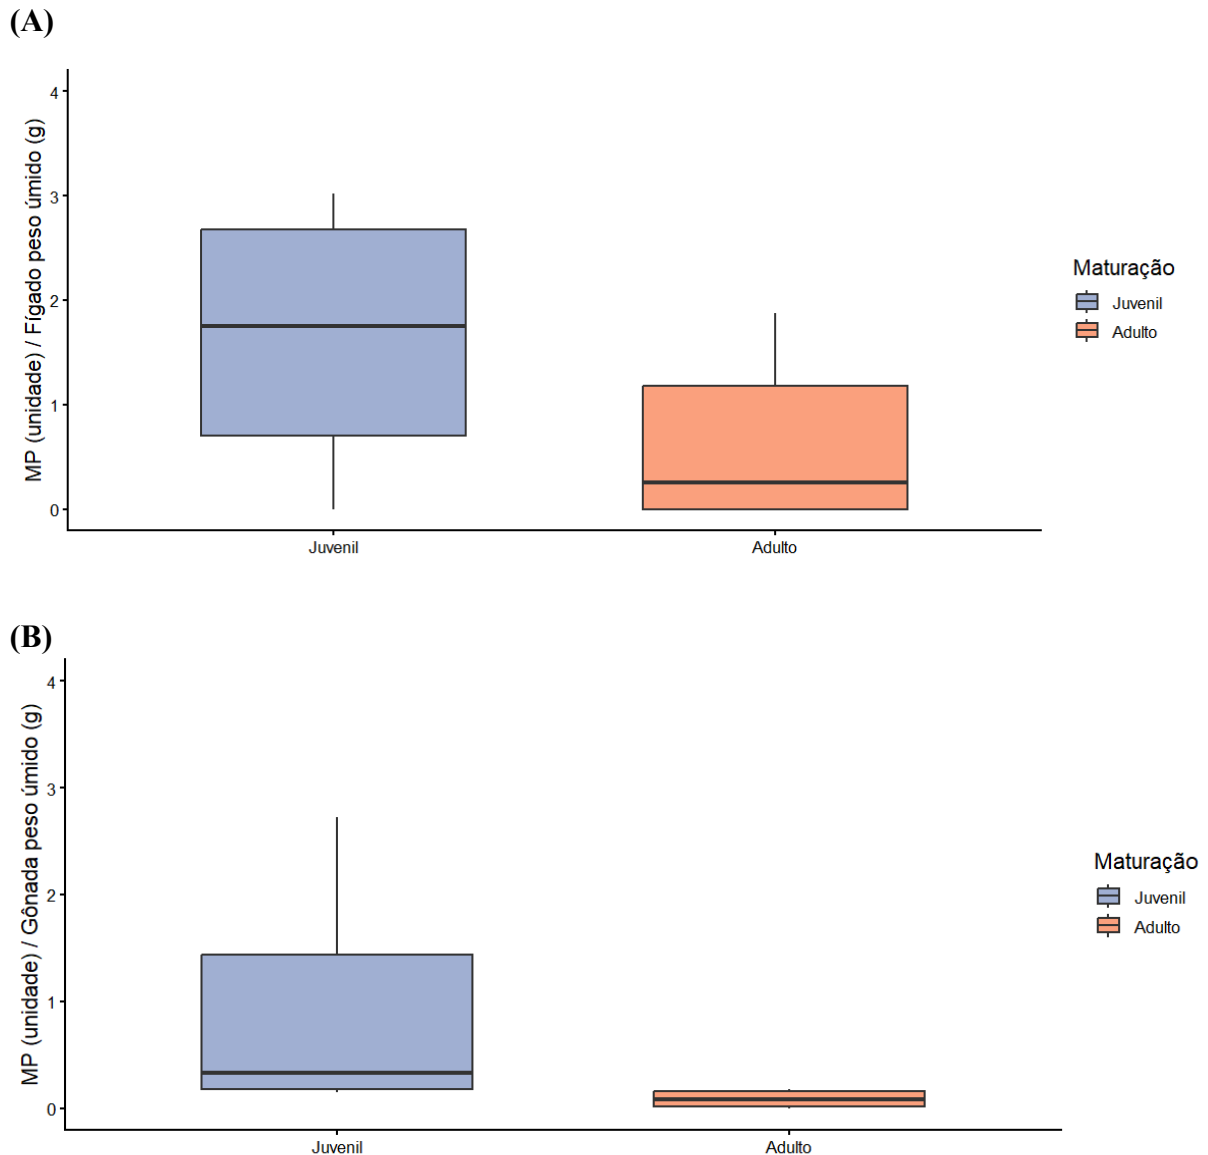 (A)
4
3
2
1
0
MP (unidade) / Fígado peso úmido (g)
Juvenil
Adulto
Maturação
Juvenil
Adulto
(B)
4
3
2
1
0
MP (unidade) / Gônada peso úmido (g)
Juvenil
Adulto
Maturação
Juvenil
Adulto